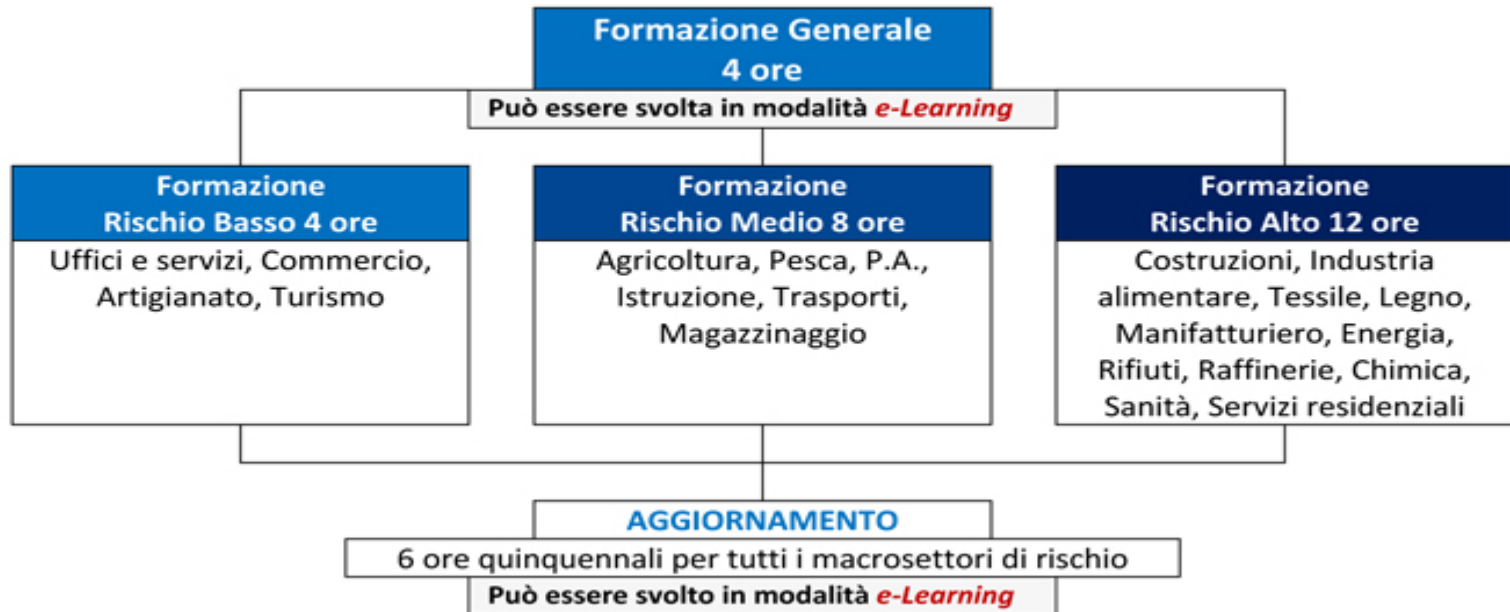 Formazione Generale
4 ore
Può essere svolta in modalità e-Learning
Formazione
Rischio Basso 4 ore
Uffici e servizi, Commercio,
Artigianato, Turismo
Formazione
Rischio Medio 8 ore
Agricoltura, Pesca, P.A.,
Istruzione, Trasporti,
Magazzinaggio
Formazione
Rischio Alto 12 ore
Costruzioni, Industria
alimentare, Tessile, Legno,
Manifatturiero, Energia,
Rifiuti, Raffinerie, Chimica,
Sanità, Servizi residenziali
AGGIORNAMENTO
6 ore quinquennali per tutti i macrosettori di rischio
Può essere svolto in modalità e-Learning